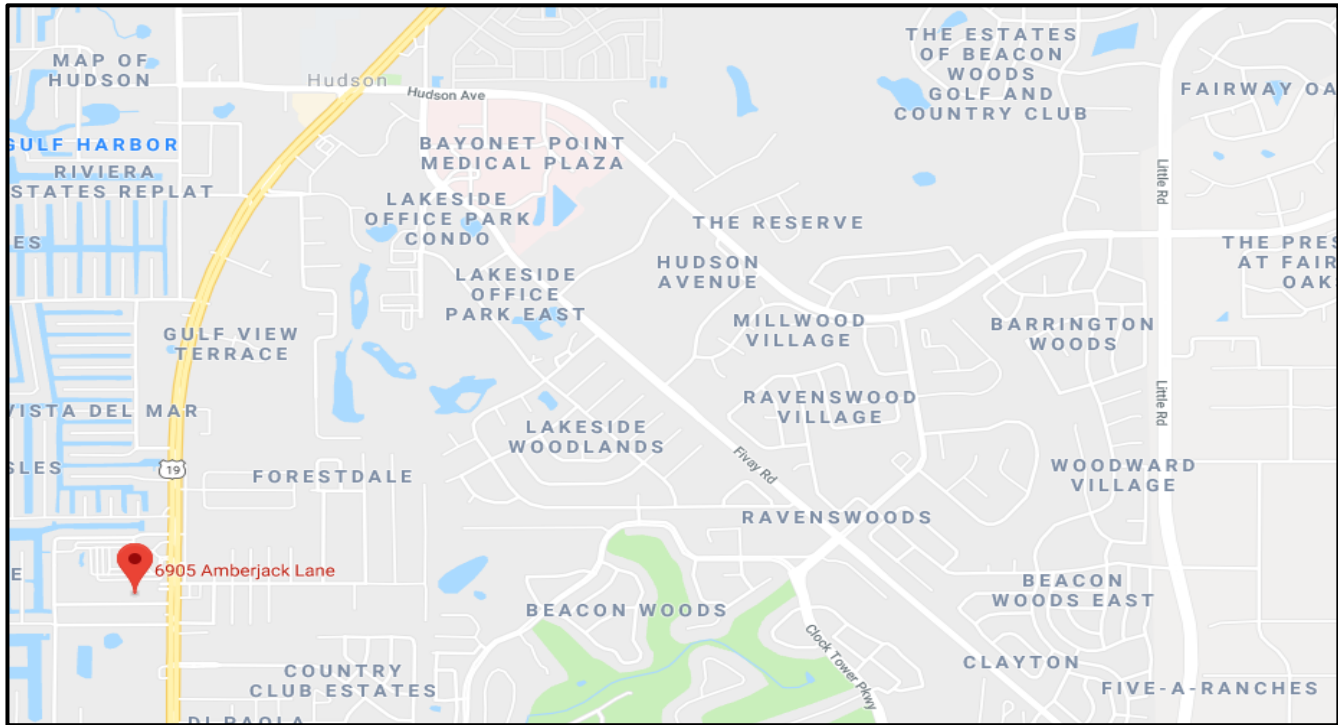 THE ESTATES
OF BEACON
WOODS
GOLF AND
COUNTRY CLUB
MAP OF
HUDSON
Hudson
Hudson Ave
FAIRWAY OA
GULF HARBOR
RIVIERA
STATES REPLAT
BAYONET POINT
MEDICAL PLAZA
Little Rd
LAKESIDE
OFFICE PARK
CONDO
THE RESERVE
ES
THE PRES
AT FAIR
OAK
HUDSON
AVENUE
LAKESIDE
OFFICE
PARK EAST
MILLWOOD
VILLAGE
BARRINGTON
WOODS
GULF VIEW
TERRACE
RAVENSWOOD
VILLAGE
Little Rd
VISTA DEL MAR
LAKESIDE
WOODLANDS
SLES
19
FORESTDALE
Fivay Rd
WOODWARD
VILLAGE
RAVENSWOODS
E
6905 Amberjack Lane
BEACON
WOODS EAST
BEACON WOODS
Clock Tower Pkwy
CLAYTON
COUNTRY
CLUB ESTATES
FIVE-A-RANCHES
DI PAOLA